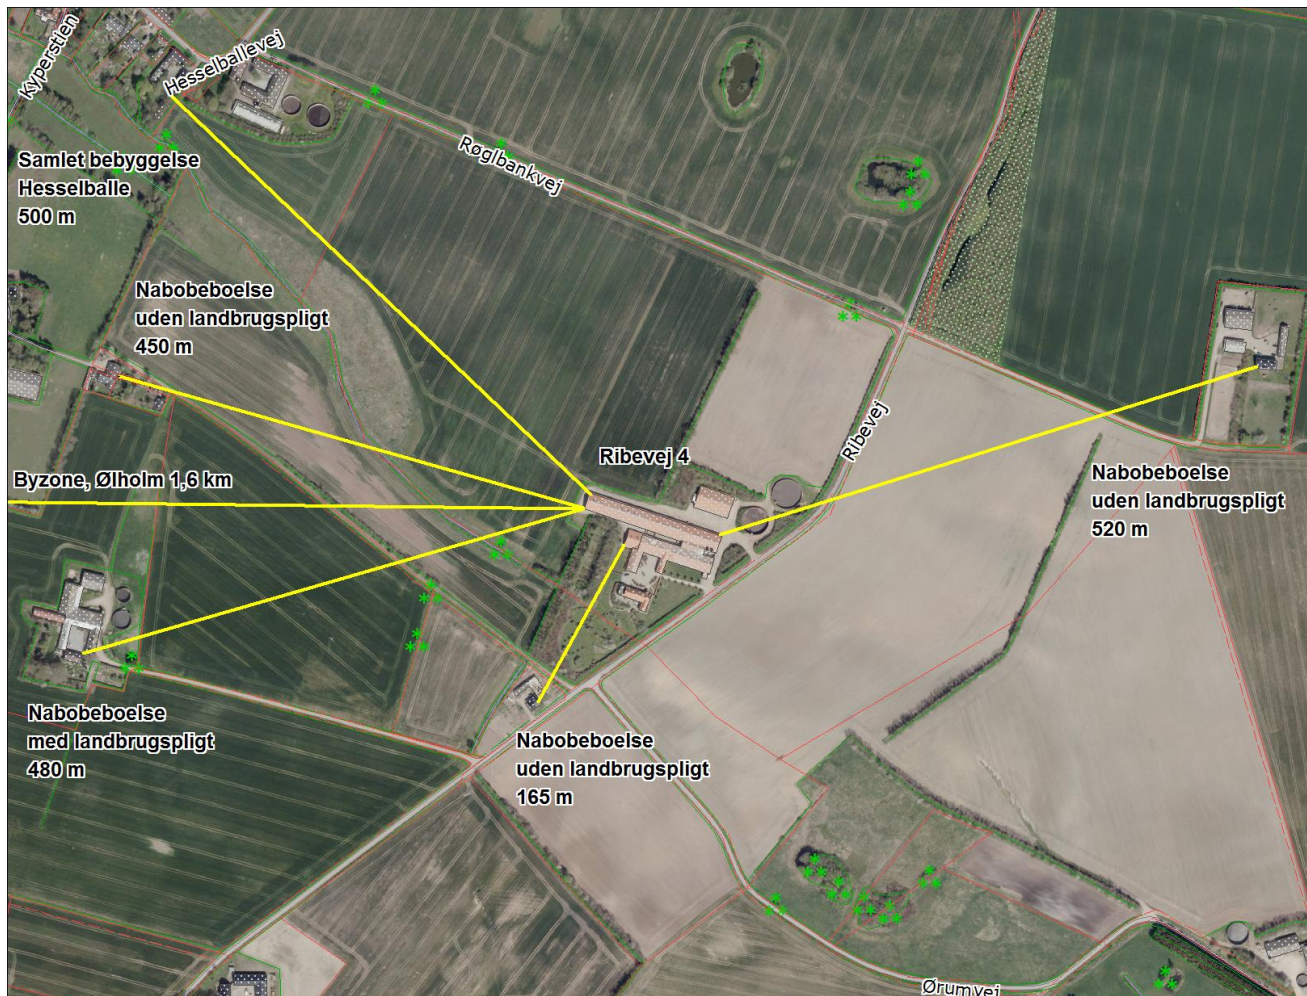 Kyperstien
Hesselballevej
Røglbankvej
Samlet bebyggelse
Hesselballe
500 m
Nabobeboelse
uden landbrugspligt
450 m
Ribevej
Ribevej 4
Byzone, Ølholm 1,6 km
Nabobeboelse
uden landbrugspligt
520 m
Nabobeboelse
med landbrugspligt
480 m
Nabobeboelse
uden landbrugspligt
165 m
Ørumvej